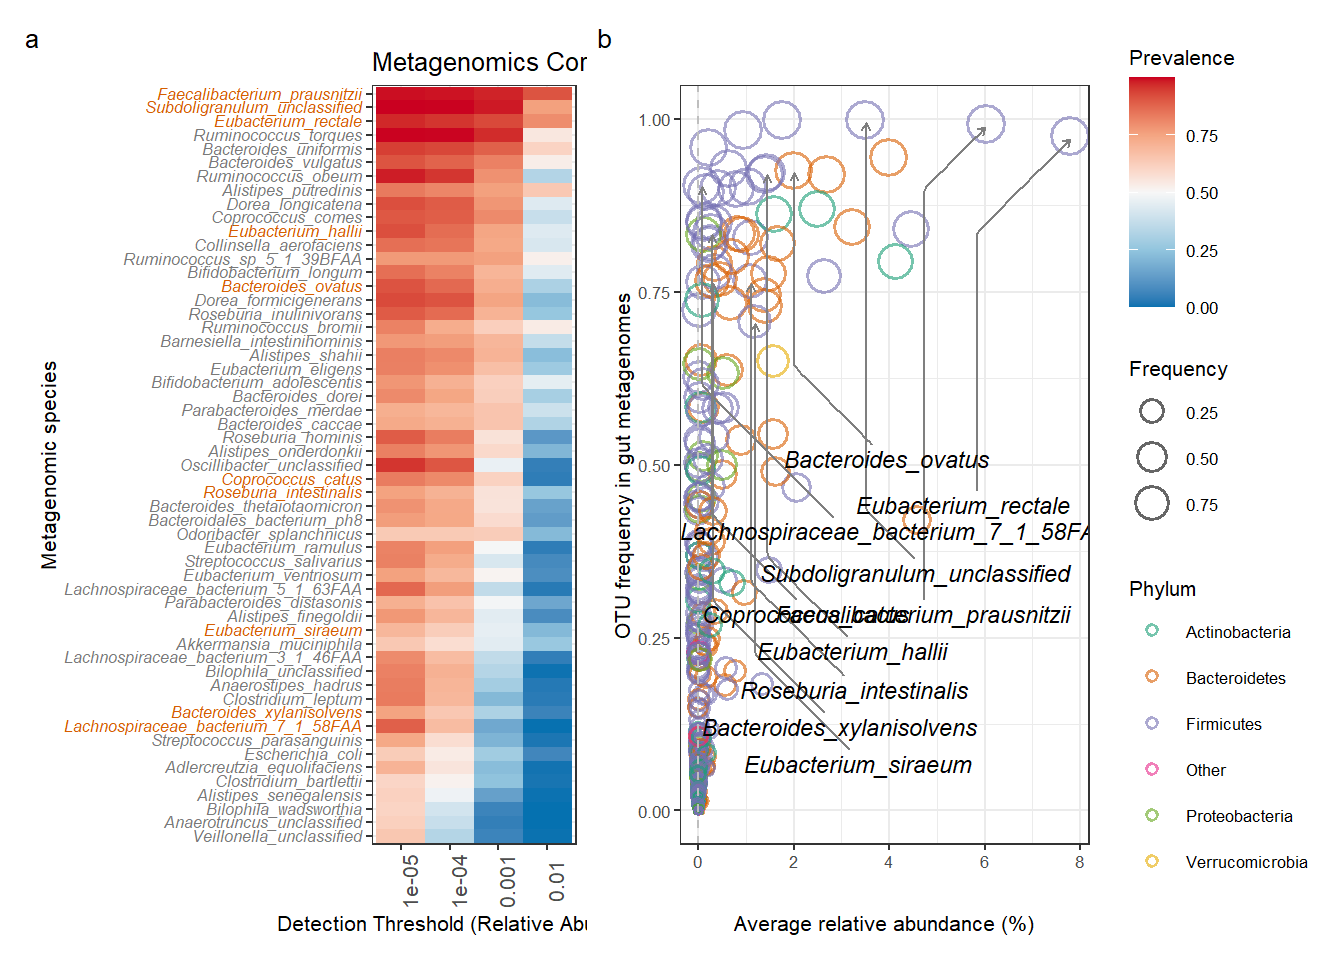 a
Metagenomics Cor
Metagenomic species
Faecalibacterium_prausnitzii
Subdoligranulum_unclassified
Eubacterium_rectale
Ruminococcus_torques
Bacteroides_uniformis
Bacteroides_vulgatus
Ruminococcus_obeum
Alistipes_putredinis
Dorea_longicatena
Coprococcus_comes
Eubacterium_hallii
Collinsella_aerofaciens
Ruminococcus_sp_5_1_39BFAA
Bifidobacterium_longum
Bacteroides_ovatus
Dorea_formicigenerans
Roseburia_inulinivorans
Ruminococcus_bromii
Barnesiella_intestinihominis
Alistipes_shahii
Eubacterium_eligens
Bifidobacterium_adolescentis
Bacteroides_dorei
Parabacteroides_merdae
Bacteroides_caccae
Roseburia_hominis
Alistipes_onderdonkii
Oscillibacter_unclassified
Coprococcus_catus
Roseburia_intestinalis
Bacteroides_thetaiotaomicron
Bacteroidales_bacterium_ph8
Odoribacter_splanchnicus
Eubacterium_ramulus
Streptococcus_salivarius
Eubacterium_ventriosum
Lachnospiraceae_bacterium_5_1_63FAA
Parabacteroides_distasonis
Alistipes_finegoldii
Eubacterium_siraeum
Akkermansia_muciniphila
Lachnospiraceae_bacterium_3_1_46FAA
Bilophila_unclassified
Anaerostipes_hadrus
Clostridium_leptum
Bacteroides_xylanisolvens
Lachnospiraceae_bacterium_7_1_58FAA
Streptococcus_parasanguinis
Escherichia_coli
Adlercreutzia_equolifaciens
Clostridium_bartlettii
Alistipes_senegalensis
Bilophila_wadsworthia
Anaerotruncus_unclassified
Veillonella_unclassified
1e-05
1e-04
0.001
0.01
Detection Threshold (Relative Abu
b
OTU frequency in gut metagenomes
1.00
0.75
0.50
0.25
0.00
Bacteroides_ovatus
Eubacterium_rectale
Lachnospiraceae_bacterium_7_1_58FA
Subdoligranulum_unclassified
Coprococcus_catus
Faecalibacterium_prausnitzii
Eubacterium_hallii
Roseburia_intestinalis
Bacteroides_xylanisolvens
Eubacterium_siraeum
0
2
4
6
8
Average relative abundance (%)
Prevalence
0.75
0.50
0.25
0.00
Frequency
0.25
0.50
0.75
Phylum
Actinobacteria
Bacteroidetes
Firmicutes
Other
Proteobacteria
Verrucomicrobia